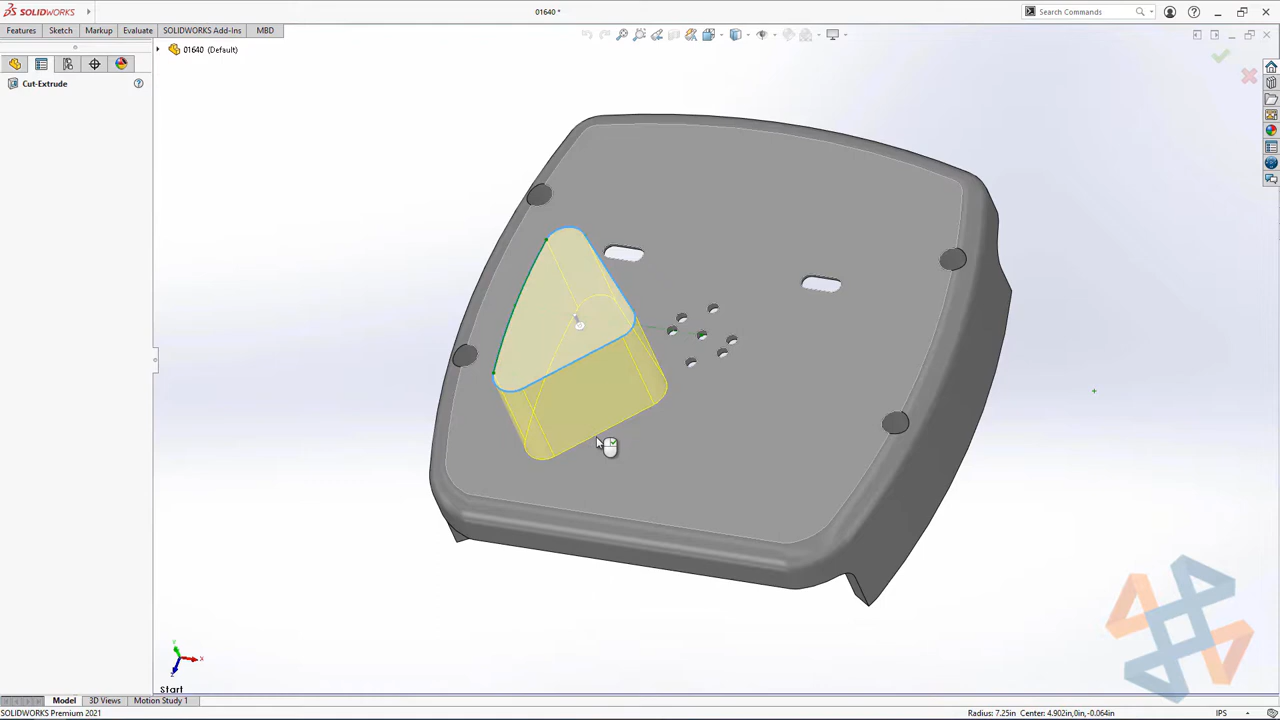 SOLIDWORKS
01640 *
Search Commands
Features Sketch Markup Evaluate SOLIDWORKS Add-Ins MBD
01640 (Default)
Cut-Extrude
Y
X
Z
Start
Model 3D Views Motion Study 1
SOLIDWORKS Premium 2021
Radius: 7.25in Center: 4.902in,0in,-0.064in
IPS